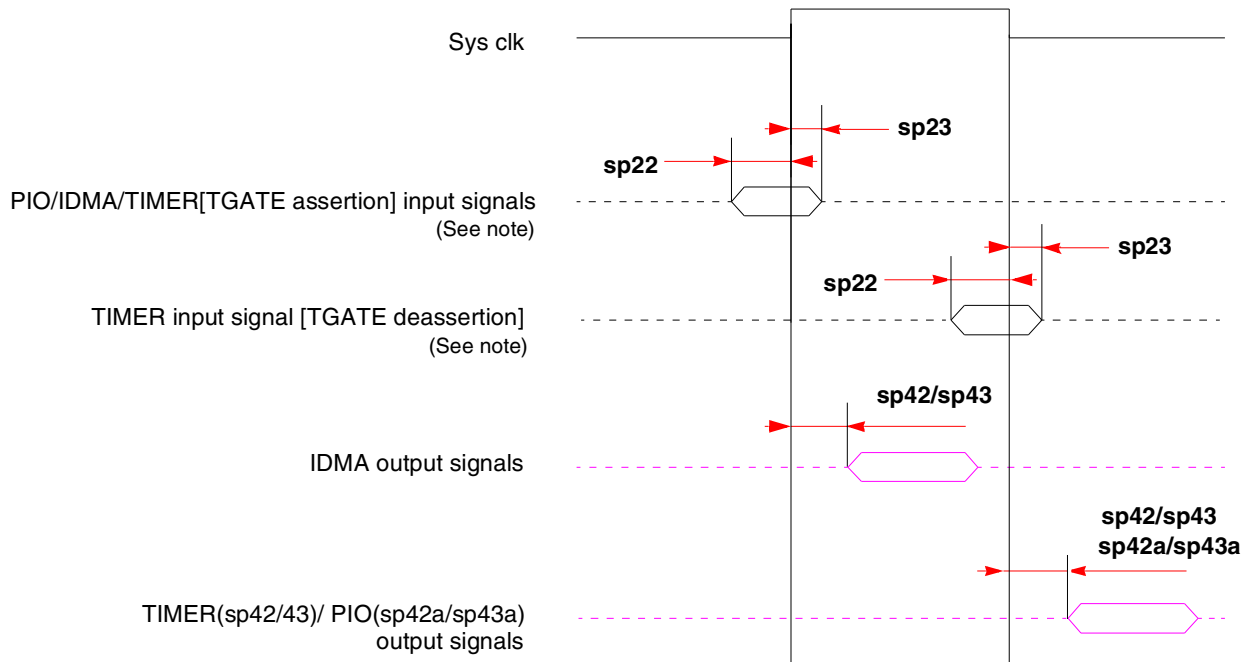 Sys clk
sp23
sp22
PIO/IDMA/TIMER[TGATE assertion] input signals
(See note)
sp23
sp22
TIMER input signal [TGATE deassertion]
(See note)
sp42/sp43
IDMA output signals
sp42/sp43
sp42a/sp43a
TIMER(sp42/43)/ PIO(sp42a/sp43a)
output signals